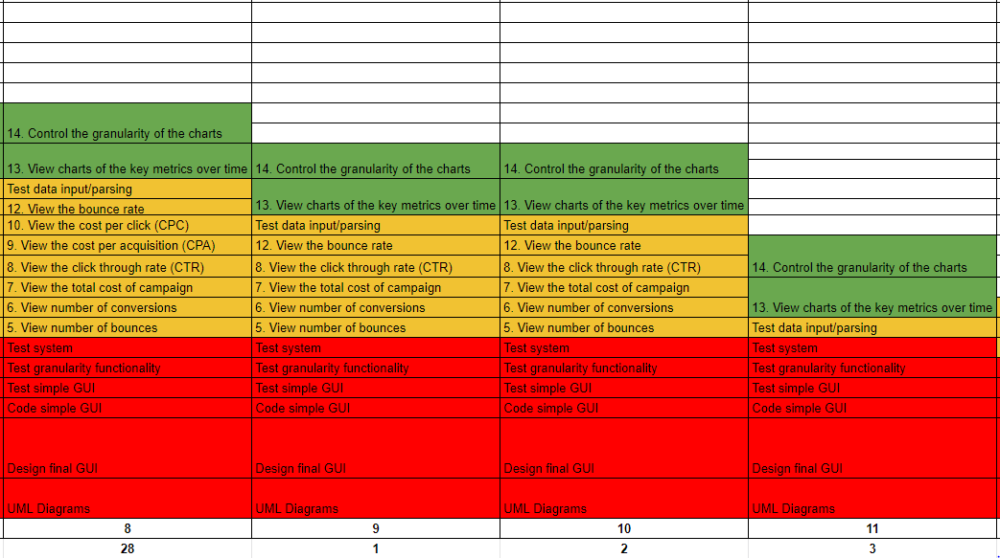 14. Control the granularity of the charts
13. View charts of the key metrics over time 14. Control the granularity of the charts 14. Control the granularity of the charts
Test data input/parsing
12. View the bounce rate 13. View charts of the key metrics over time 13. View charts of the key metrics over time
10. View the cost per click (CPC) Test data input/parsing Test data input/parsing
9. View the cost per acquisition (CPA) 12. View the bounce rate 12. View the bounce rate
8. View the click through rate (CTR) 8. View the click through rate (CTR) 8. View the click through rate (CTR) 14. Control the granularity of the charts
7. View the total cost of campaign 7. View the total cost of campaign 7. View the total cost of campaign
6. View number of conversions 6. View number of conversions 6. View number of conversions 13. View charts of the key metrics over time
5. View number of bounces 5. View number of bounces 5. View number of bounces Test data input/parsing
Test system Test system Test system Test system
Test granularity functionality Test granularity functionality Test granularity functionality Test granularity functionality
Test simple GUI Test simple GUI Test simple GUI Test simple GUI
Code simple GUI Code simple GUI Code simple GUI Code simple GUI
Design final GUI Design final GUI Design final GUI Design final GUI
UML Diagrams UML Diagrams UML Diagrams UML Diagrams
8 9 10 11
28 1 2 3